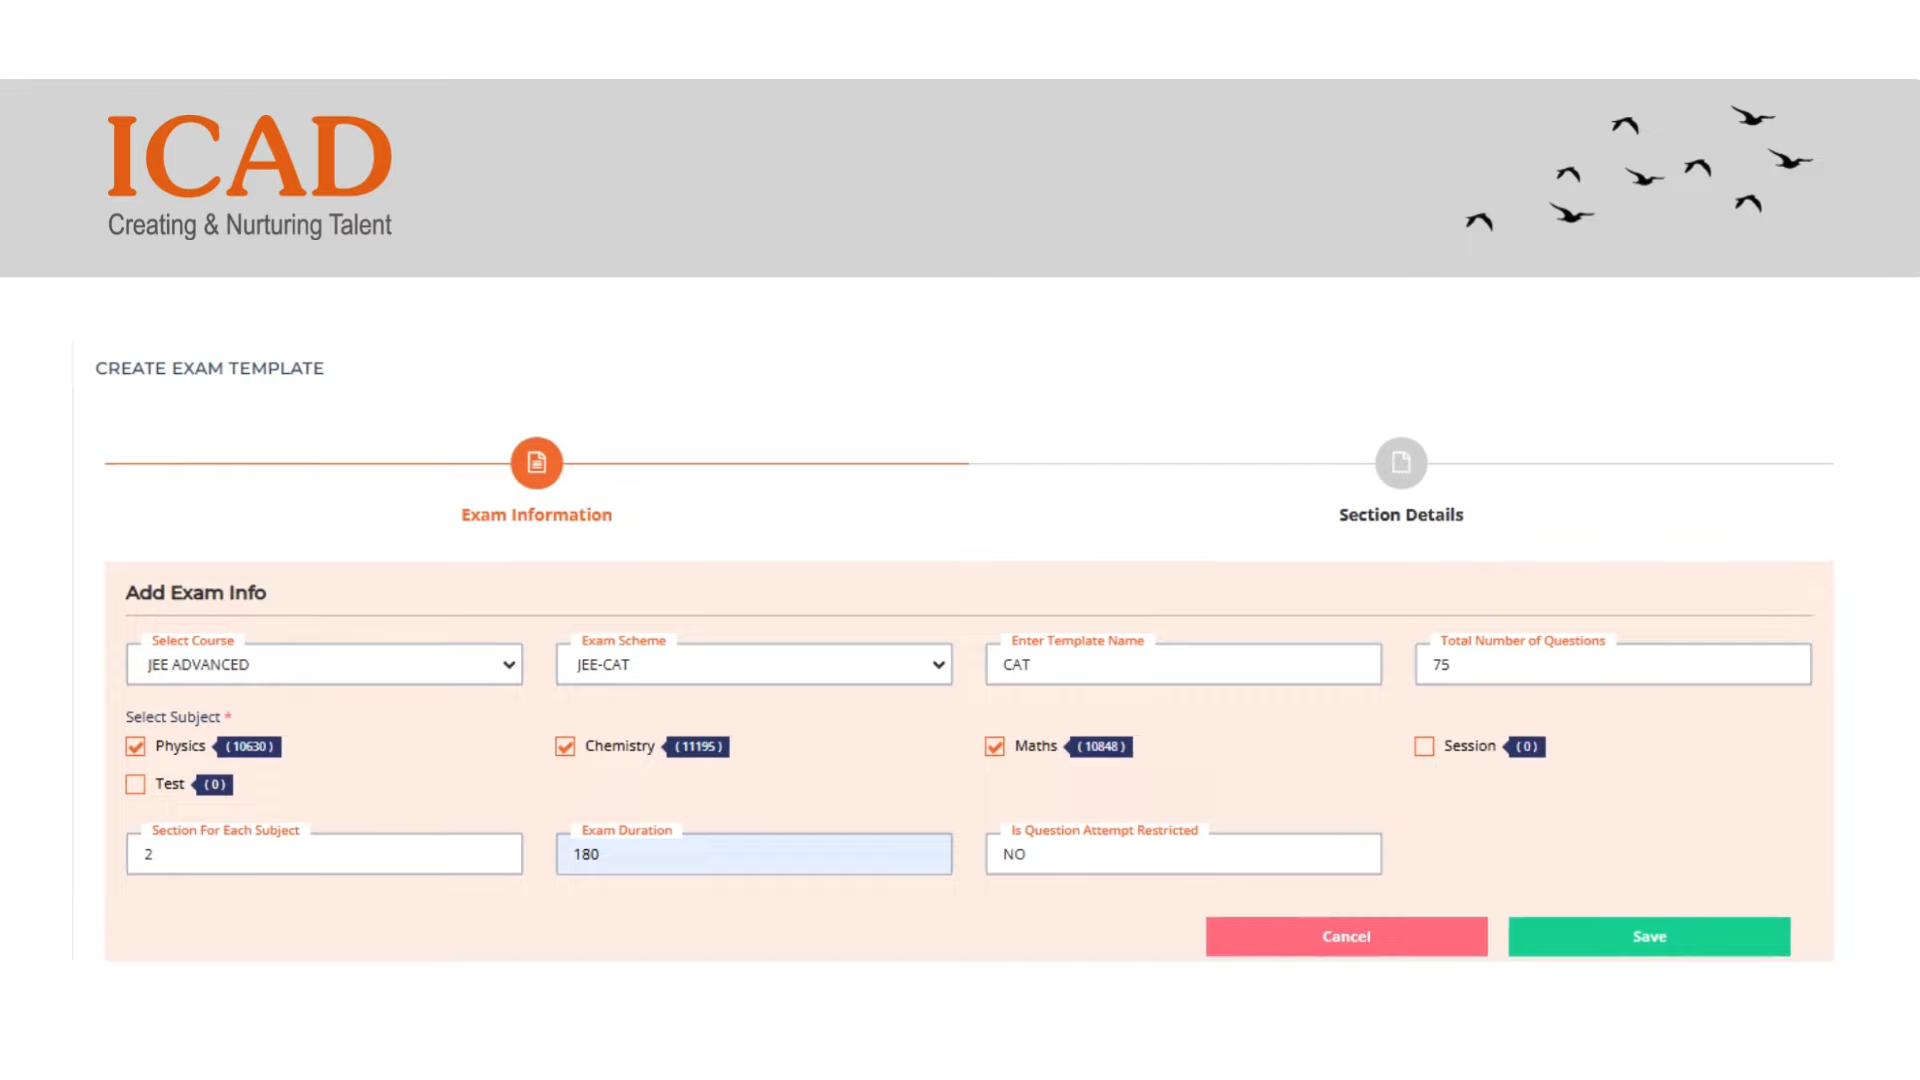 ICAD
Creating & Nurturing Talent
CREATE EXAM TEMPLATE
Exam Information
Section Details
Add Exam Info
Select Course
Exam Scheme
Enter Template Name
Total Number of Questions
JEE ADVANCED
JEE-CAT
CAT
75
Select Subject *
Physics (10630)
Chemistry (11195)
Maths (10848)
Session (0)
Test (0)
Section For Each Subject
Exam Duration
Is Question Attempt Restricted
2
180
NO
Cancel
Save